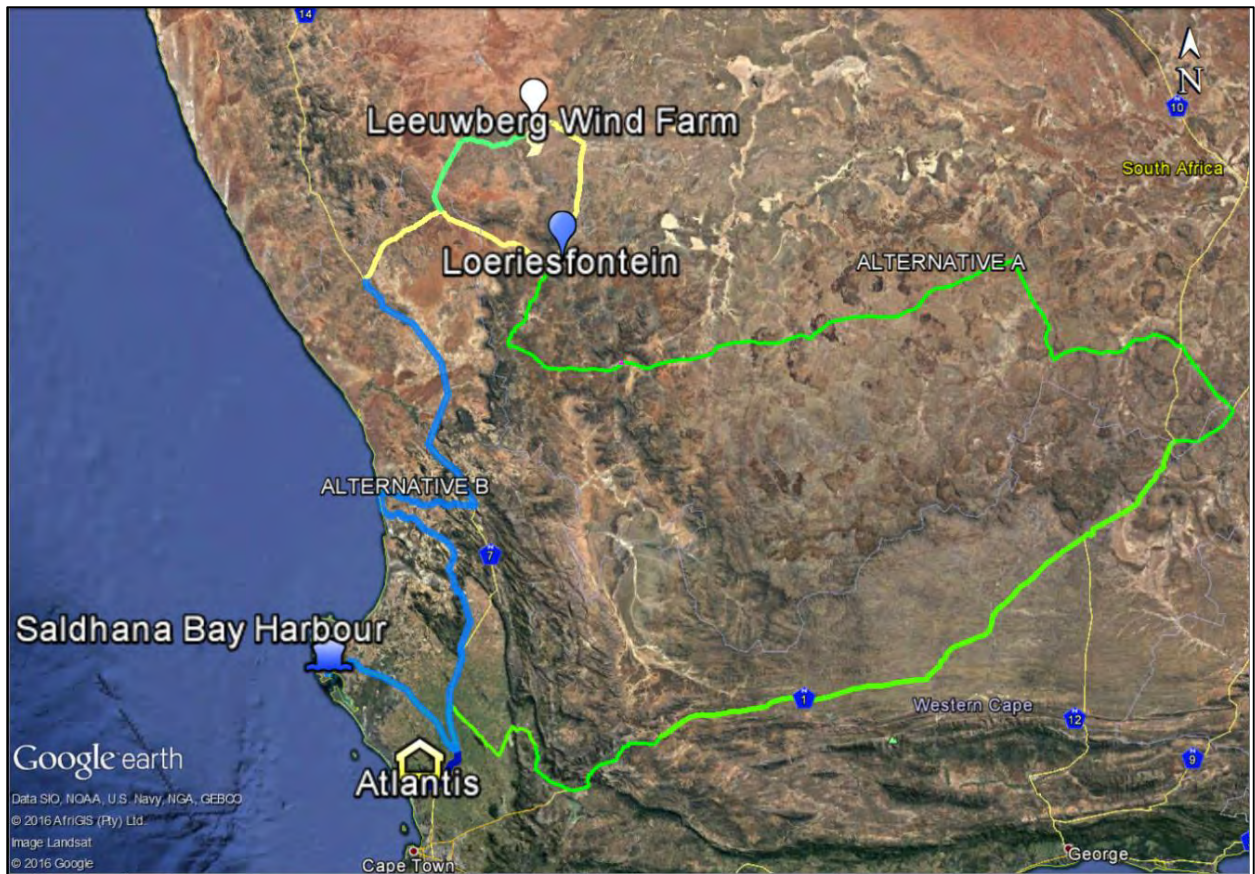 14
N
10
Leeuwberg Wind Farm
South Africa
Loeriesfontein
ALTERNATIVE A
ALTERNATIVE B
N
7
Saldhana Bay Harbour
N
1
Western Cape
N
12
N
9
Google earth
Atlantis
Data SIO, NOAA, U.S. Navy, NGA, GEBCO
© 2016 AfriGIS (Pty) Ltd.
Image Landsat
© 2016 Google
Cape Town
George